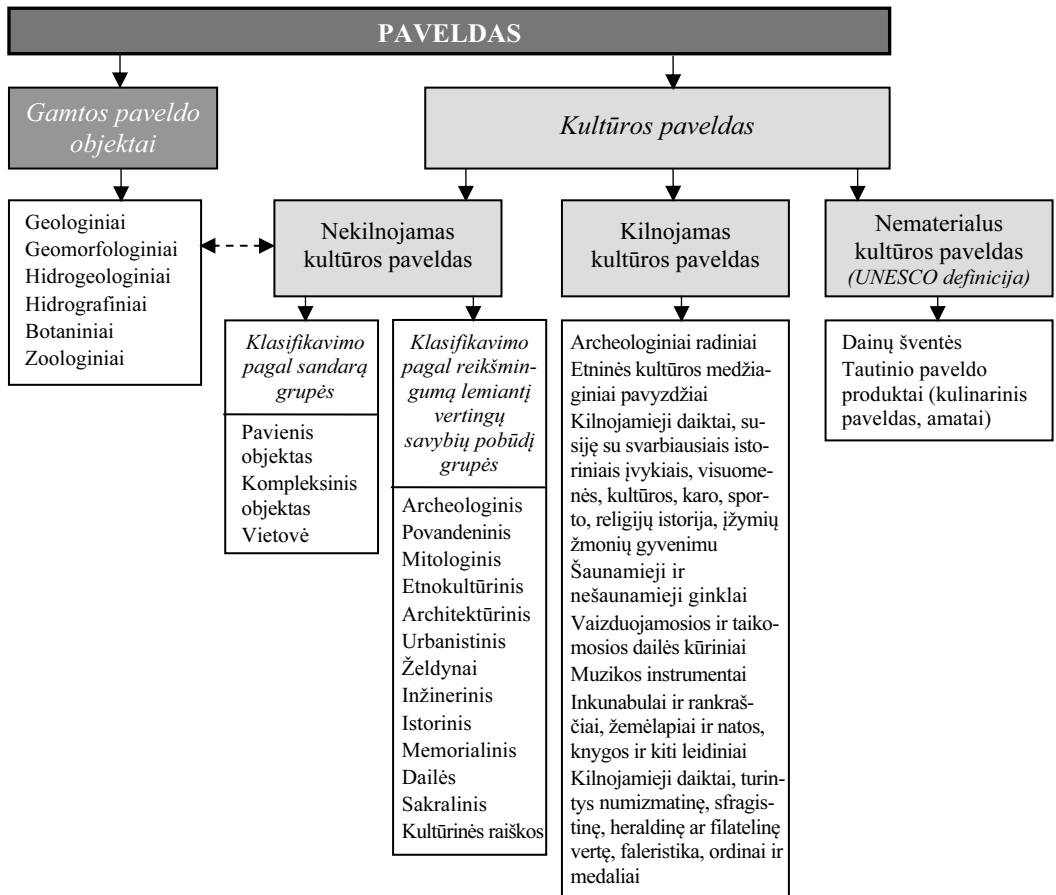 PAVELDAS
Gamtos paveldo
objektai
Kultūros paveldas
Geologiniai
Geomorfologiniai
Hidrogeologiniai
Hidrografiniai
Botaniniai
Zoologiniai
Nekilnojamas
kultūros paveldas
Kilnojamas
kultūros paveldas
Nematerialus
kultūros paveldas
(UNESCO definicija)
Klasifikavimo
pagal sandarą
grupės
Pavienis
objektas
Kompleksinis
objektas
Vietovė
Klasifikavimo
pagal reikšmin-
gumą lemiantį
vertingų
savybių pobūdį
grupės
Archeologinis
Povandeninis
Mitologinis
Etnokultūrinis
Architektūrinis
Urbanistinis
Želdynai
Inžinerinis
Istorinis
Memorialinis
Dailės
Sakralinis
Kultūrinės raiškos
Archeologiniai radiniai
Etninės kultūros medžia-
giniai pavyzdžiai
Kilnojamieji daiktai, su-
siję su svarbiausiais isto-
riniais įvykiais, visuome-
nės, kultūros, karo, spor-
to, religijų istorija, įžymių
žmonių gyvenimu
Šaunamieji ir
nešaunamieji ginklai
Vaizduojamosios ir taiko-
mosios dailės kūriniai
Muzikos instrumentai
Inkunabulai ir rankraš-
čiai, žemėlapiai ir natos,
knygos ir kiti leidiniai
Kilnojamieji daiktai, turin-
tys numizmatinę, sfragis-
tinę, heraldinę ar filatelinę
vertę, faleristika, ordinai ir
medaliai
Dainų šventės
Tautinio paveldo
produktai (kulinarinis
paveldas, amatai)